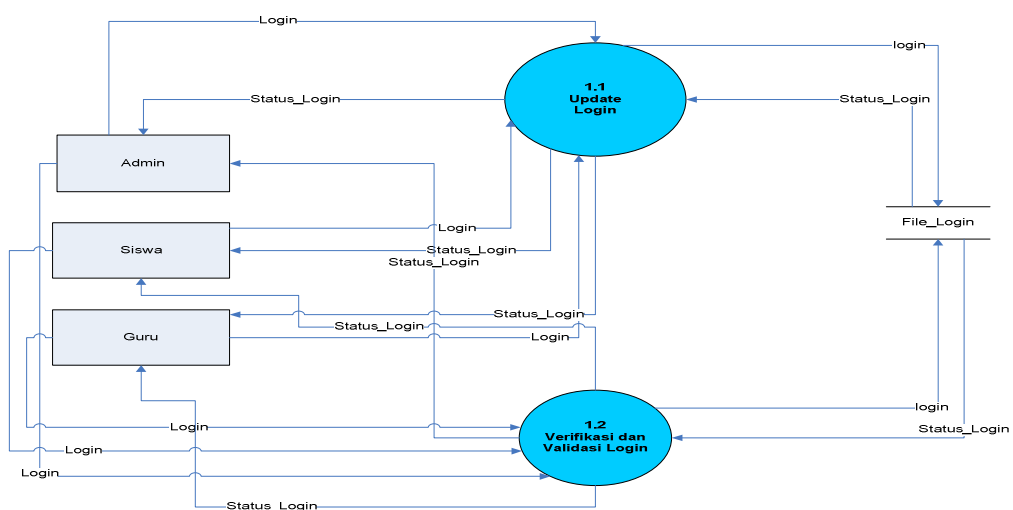 Login
login
1.1
Update
Login
Status_Login
Status_Login
Admin
File_Login
Login
Siswa
Status_Login
Status_Login
Status_Login
Status_Login
Guru
Login
login
1.2
Verifikasi dan
Validasi Login
Login
Status_Login
Login
Login
Status_Login